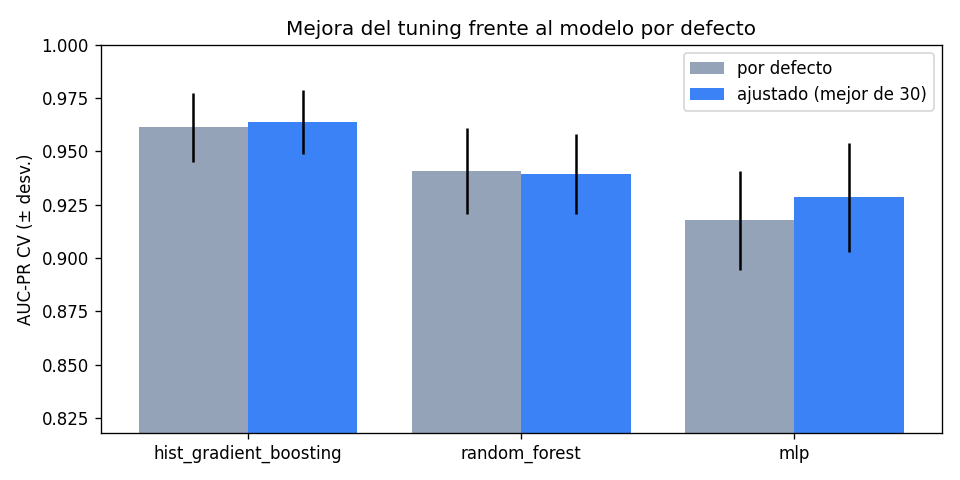 Mejora del tuning frente al modelo por defecto
AUC-PR CV (± desv.)
1.000
0.975
0.950
0.925
0.900
0.875
0.850
0.825
por defecto
ajustado (mejor de 30)
hist_gradient_boosting
random_forest
mlp